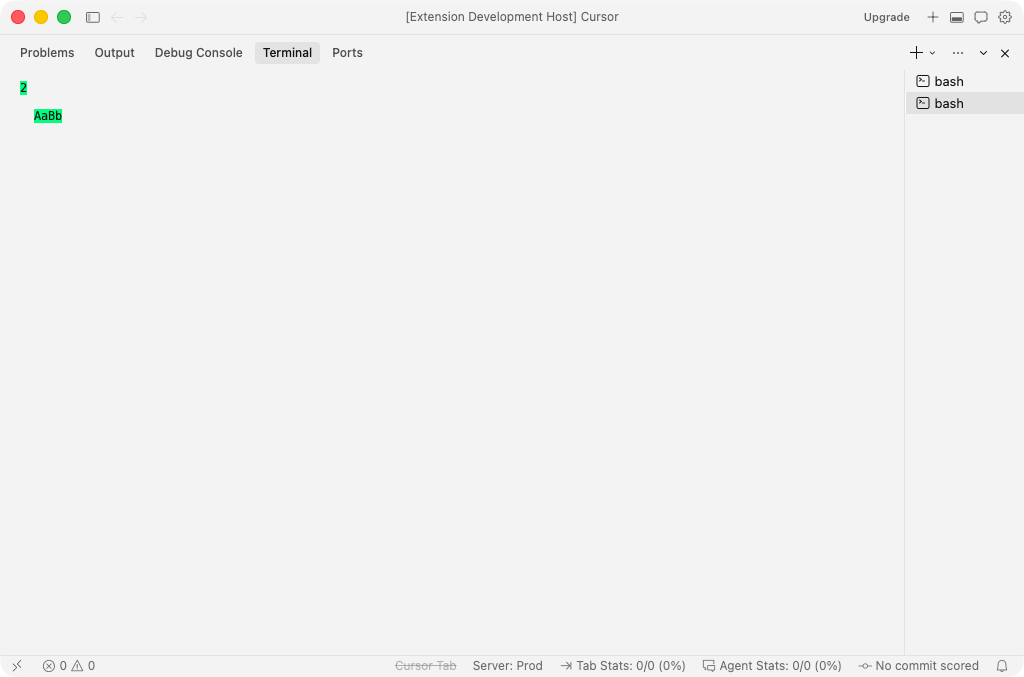 [Extension Development Host] Cursor
Upgrade
Problems Output Debug Console Terminal Ports
2
AaBb
bash
bash
0 0 Cursor Tab Server: Prod Tab Stats: 0/0 (0%) Agent Stats: 0/0 (0%) No commit scored